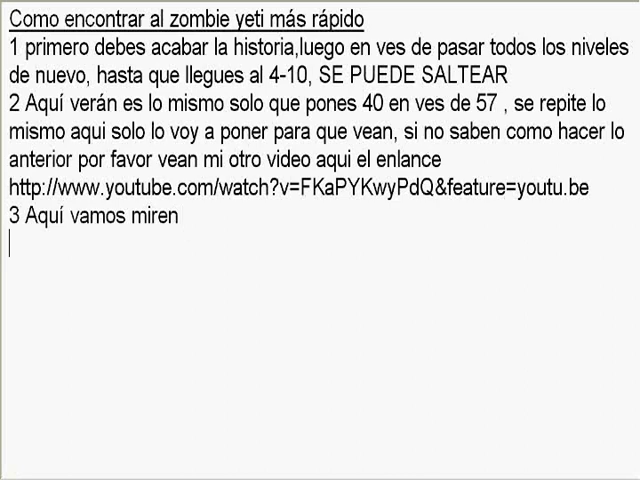 Como encontrar al zombie yeti más rápido
1 primero debes acabar la historia,luego en ves de pasar todos los niveles
de nuevo, hasta que llegues al 4-10, SE PUEDE SALTEAR
2 Aquí verán es lo mismo solo que pones 40 en ves de 57 , se repite lo
mismo aqui solo lo voy a poner para que vean, si no saben como hacer lo
anterior por favor vean mi otro video aqui el enlance
http://www.youtube.com/watch?v=FKaPYKwyPdQ&feature=youtu.be
3 Aquí vamos miren